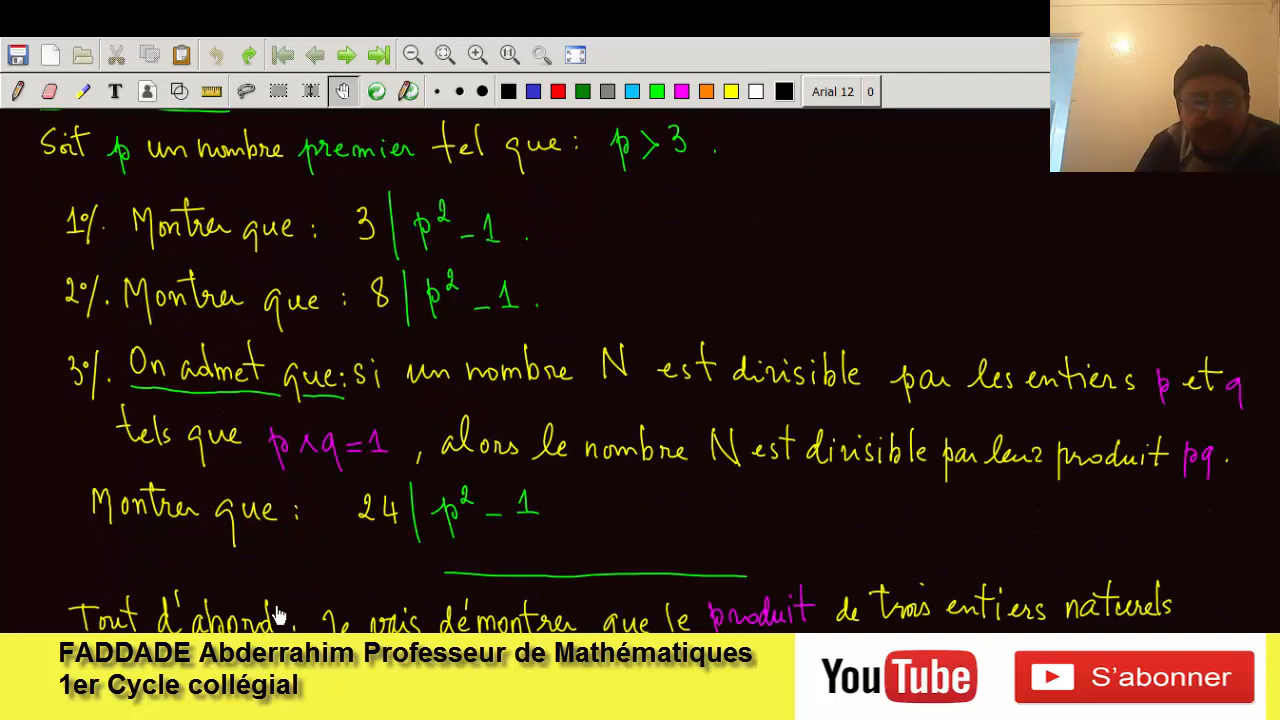 Arial 12
0
Soit p un nombre premier tel que : p > 3 .
1%. Montrer que : 3 | p² - 1 .
2%. Montrer que : 8 | p² - 1 .
3%. On admet que : si un nombre N est divisible par les entiers p et q
tels que p ∧ q = 1 , alors le nombre N est divisible par leur produit pq .
Montrer que : 24 | p² - 1
Tout d'abord, Je vais démontrer que le produit de trois entiers naturels
FADDADE Abderrahim Professeur de Mathématiques
1er Cycle collégial
YouTube
S'abonner